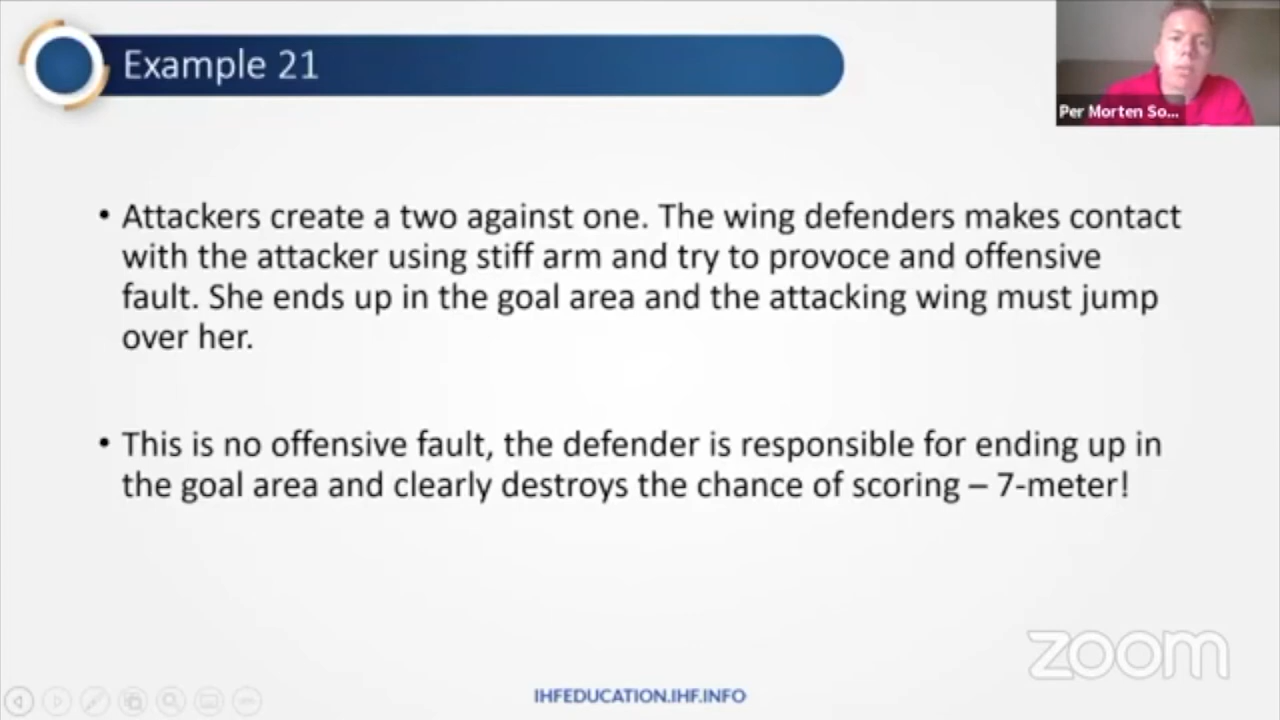 Example 21
Per Morten So...
• Attackers create a two against one. The wing defenders makes contact
with the attacker using stiff arm and try to provoce and offensive
fault. She ends up in the goal area and the attacking wing must jump
over her.
• This is no offensive fault, the defender is responsible for ending up in
the goal area and clearly destroys the chance of scoring – 7-meter!
zoom
IHFEDUCATION.IHF.INFO